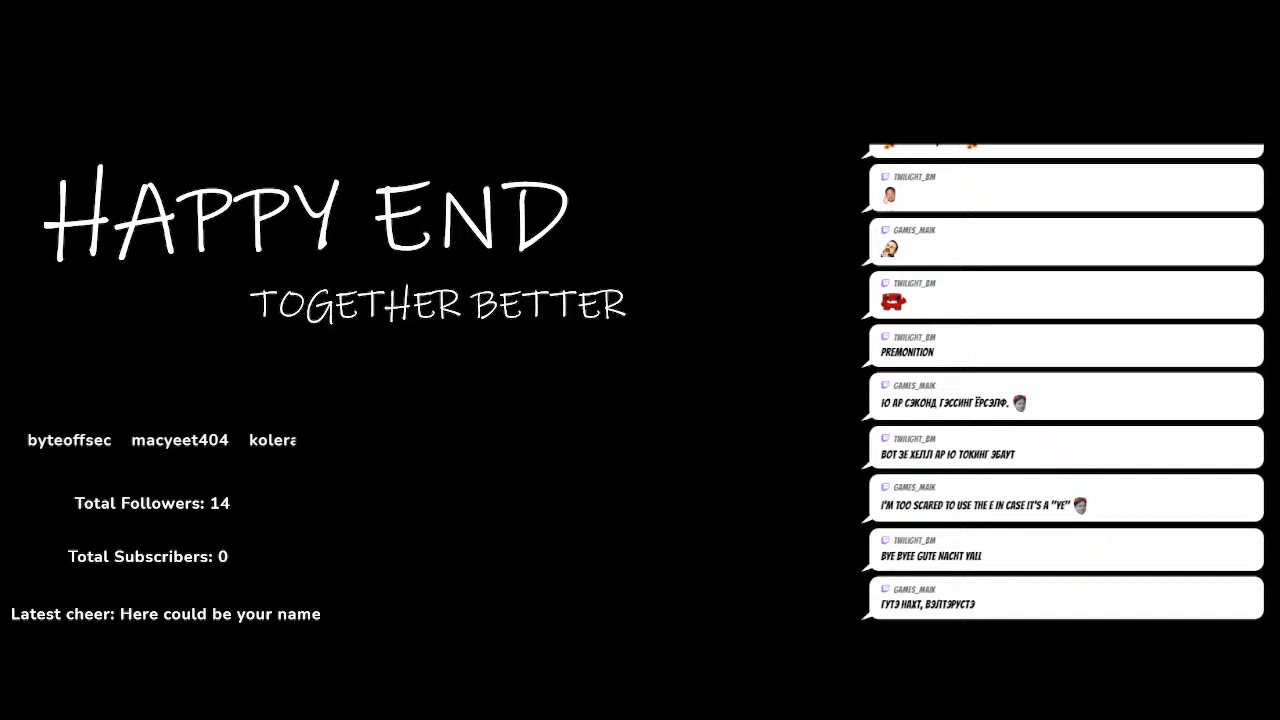 HAPPY END
TOGETHER BETTER
byteoffsec macyeet404
Total Followers: 14
Total Subscribers: 0
Latest cheer: Here could be your name
TWILIGHT_BM
GAMES_MAIK
TWILIGHT_BM
TWILIGHT_BM
PREMONITION
GAMES_MAIK
Ю АР СЭКОНД ГЭССИНГ ЁРСЭЛФ.
TWILIGHT_BM
ВОТ ЗЕ ХЕЛЛ АР Ю ТОКИНГ ЭБАУТ
GAMES_MAIK
I'M TOO SCARED TO USE THE E IN CASE IT'S A "YE"
TWILIGHT_BM
BYE BYEE GUTE NACHT YALL
GAMES_MAIK
ГУТЭ НАХТ, ВЭЛТЭРУСТЭ